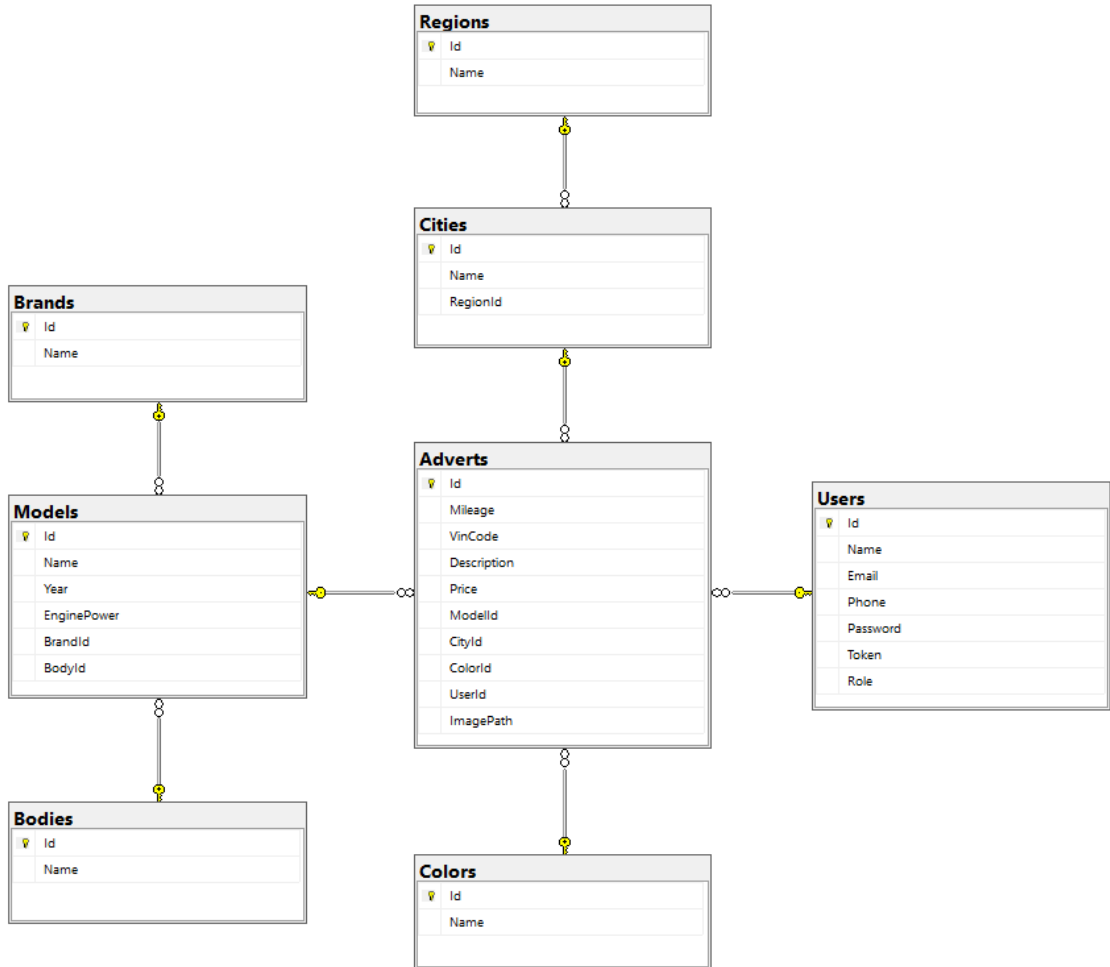 Regions
Id
Name
Cities
Id
Name
RegionId
Brands
Id
Name
Adverts
Id
Mileage
VinCode
Description
Price
ModelId
CityId
ColorId
UserId
ImagePath
Users
Id
Name
Email
Phone
Password
Token
Role
Models
Id
Name
Year
EnginePower
BrandId
BodyId
Bodies
Id
Name
Colors
Id
Name